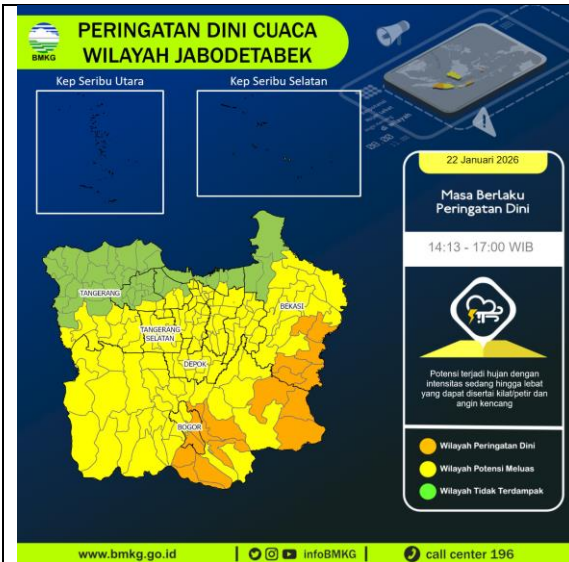 BMKG
PERINGATAN DINI CUACA
WILAYAH JABODETABEK
Kep Seribu Utara
Kep Seribu Selatan
22 Januari 2026
Masa Berlaku
Peringatan Dini
14:13 - 17:00 WIB
TANGERANG
BEKASI
TANGERANG
SELATAN
DEPOK
BOGOR
Potensi terjadi hujan dengan
intensitas sedang hingga lebat
yang dapat disertai kilat/petir dan
angin kencang
Wilayah Peringatan Dini
Wilayah Potensi Meluas
Wilayah Tidak Terdampak
www.bmkg.go.id | infoBMKG | call center 196